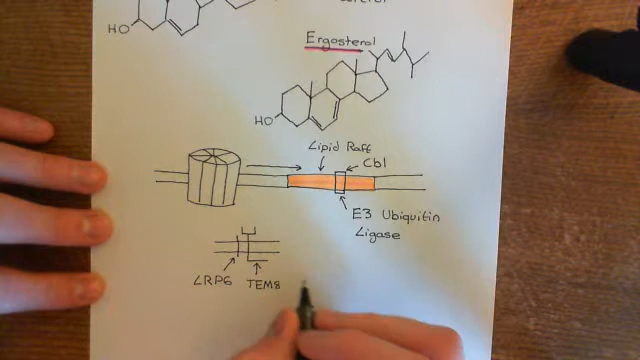 HO
Ergosterol
HO
Lipid Raft
Cbl
E3 Ubiquitin
Ligase
LRP6 TEM8